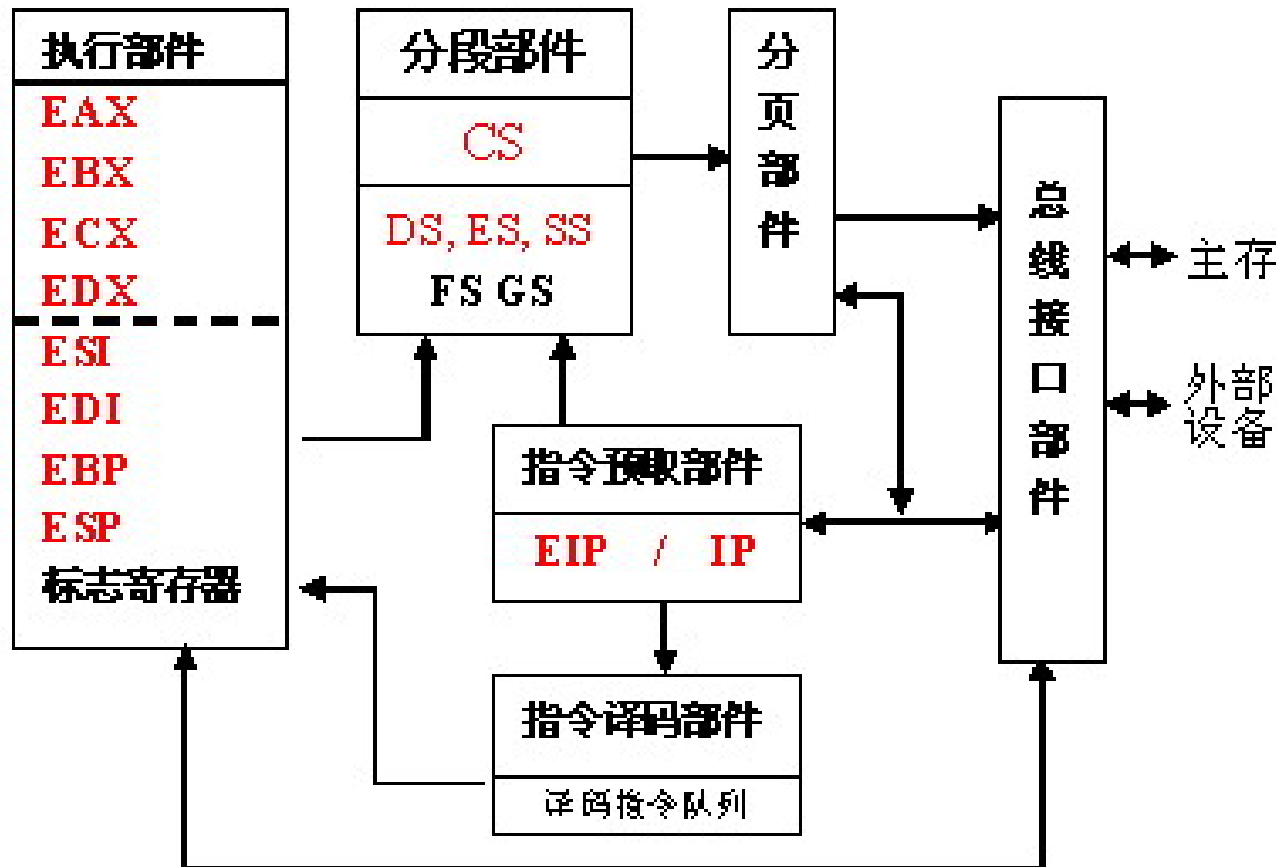 执行部件
EAX
EBX
ECX
EDX
ESI
EDI
EBP
ESP
标志寄存器
分段部件
CS
DS, ES, SS
FS GS
分页部件
指令预取部件
EIP / IP
指令译码部件
译码指令队列
总线接口部件
主存
外部
设备